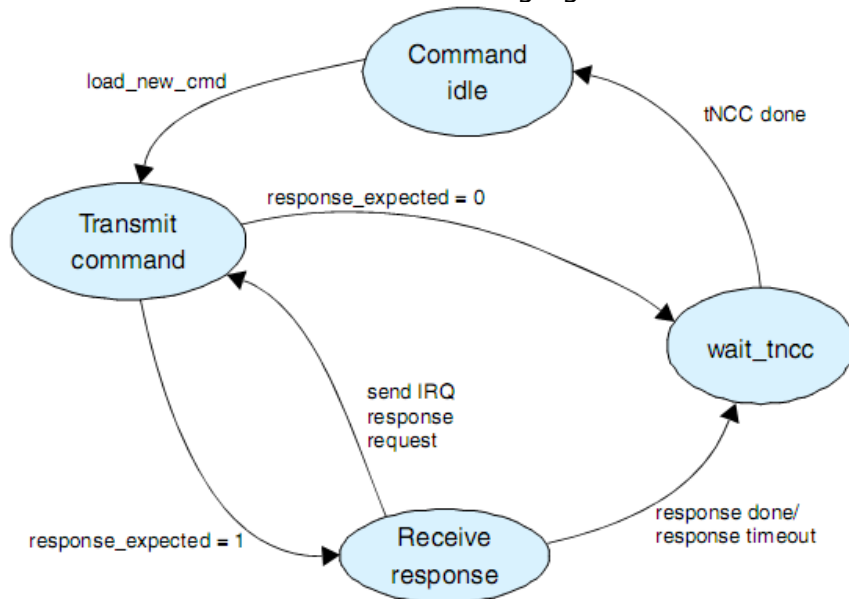 Command
idle
load_new_cmd
tNCC done
response_expected = 0
Transmit
command
wait_tncc
send IRQ
response
request
response_expected = 1
Receive
response
response done/
response timeout